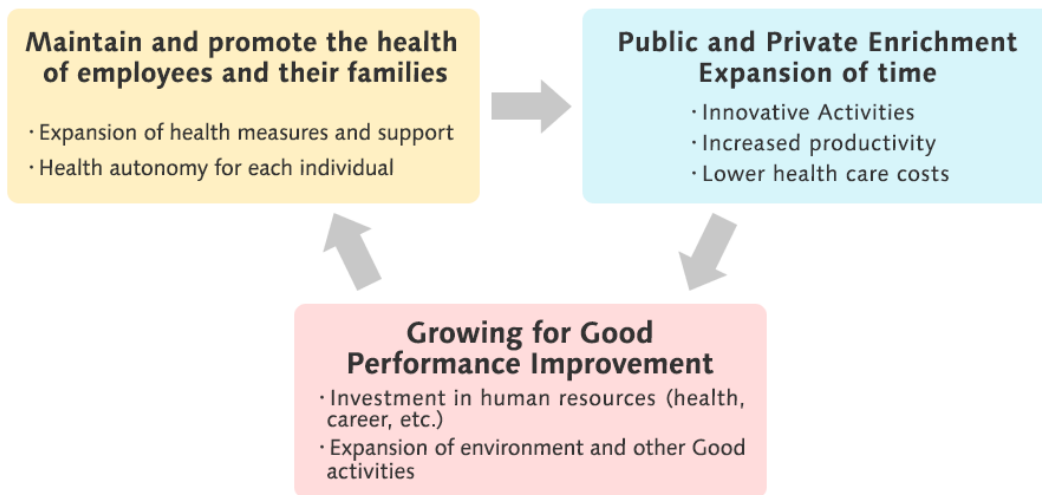 Maintain and promote the health
of employees and their families
・Expansion of health measures and support
・Health autonomy for each individual
Public and Private Enrichment
Expansion of time
・Innovative Activities
・Increased productivity
・Lower health care costs
Growing for Good
Performance Improvement
・Investment in human resources (health,
career, etc.)
・Expansion of environment and other Good
activities